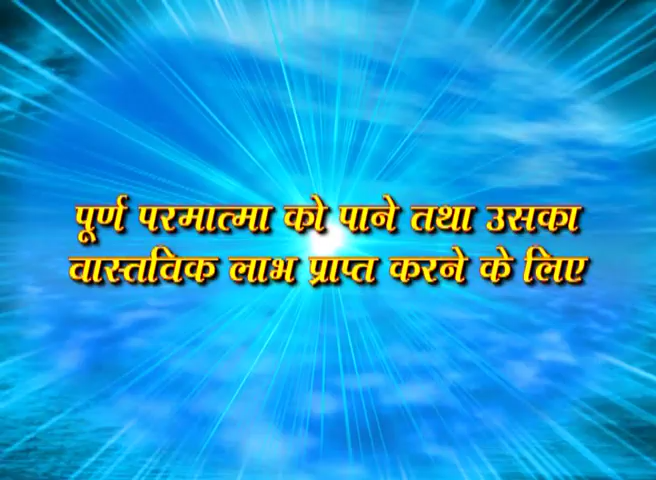 पूर्ण परमात्मा को पाने तथा उसका
वास्तविक लाभ प्राप्त करने के लिए